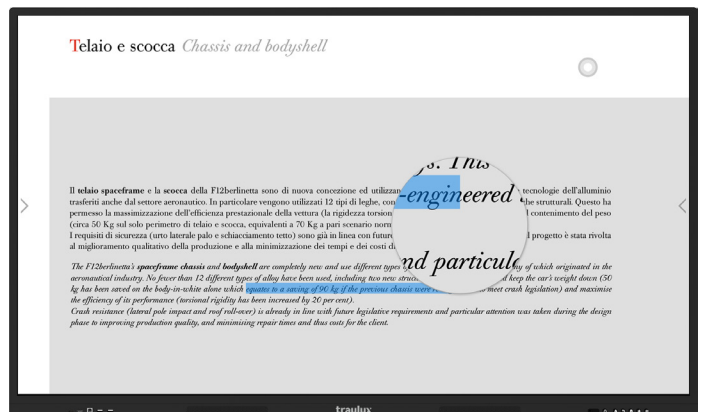 Telaio e scocca Chassis and bodyshell
Il telaio spaceframe e la scocca della F12berlinetta sono di nuova concezione ed utilizzan
tecnologie dell'alluminio
trasferiti anche dal settore aeronautico. In particolare vengono utilizzati 12 tipi di leghe, con
che strutturali. Questo ha
permesso la massimizzazione dell'efficienza prestazionale della vettura (la rigidezza torsion
l contenimento del peso
(circa 50 Kg sul solo perimetro di telaio e scocca, equivalenti a 70 Kg a pari scenario norm
I requisiti di sicurezza (urto laterale palo e schiacciamento tetto) sono già in linea con future
l progetto è stata rivolta
al miglioramento qualitativo della produzione e alla minimizzazione dei tempi e dei costi di
ys. This
-engineered
nd particula
The F12berlinetta's spaceframe chassis and bodyshell are completely new and use different types
of which originated in the
aeronautical industry. No fewer than 12 different types of alloy have been used, including two new struc
keep the car's weight down (50
kg has been saved on the body-in-white alone which equates to a saving of 90 kg if the previous chassis were
to meet crash legislation) and maximise
the efficiency of its performance (torsional rigidity has been increased by 20 per cent).
Crash resistance (lateral pole impact and roof roll-over) is already in line with future legislative requirements and particular attention was taken during the design
phase to improving production quality, and minimising repair times and thus costs for the client.
traulux